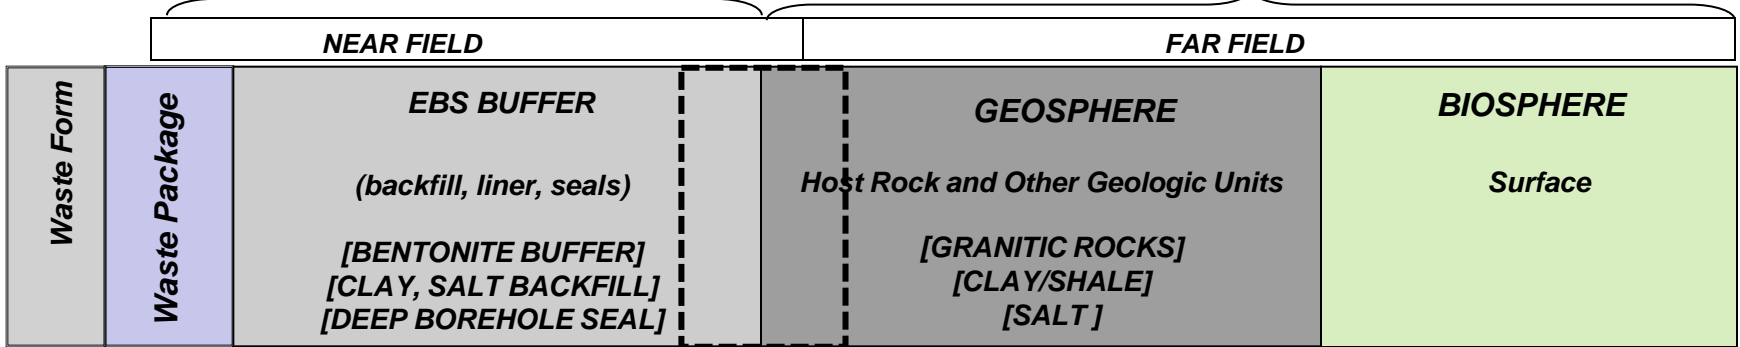 NEAR FIELD
FAR FIELD
Waste Form
Waste Package
EBS BUFFER
(backfill, liner, seals)
[BENTONITE BUFFER]
[CLAY, SALT BACKFILL]
[DEEP BOREHOLE SEAL]
GEOSPHERE
Host Rock and Other Geologic Units
[GRANITIC ROCKS]
[CLAY/SHALE]
[SALT ]
BIOSPHERE
Surface